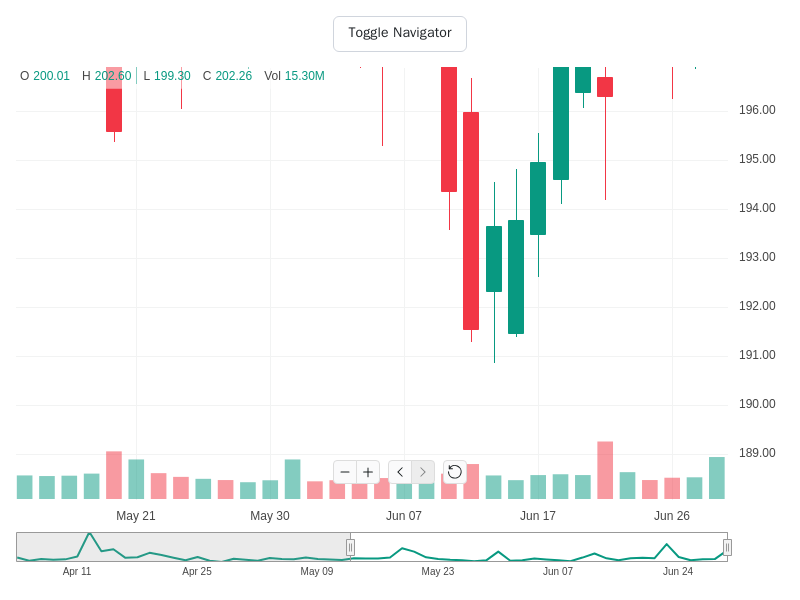 Toggle Navigator
O 200.01 H 202.60 L 199.30 C 202.26 Vol 15.30M
196.00
195.00
194.00
193.00
192.00
191.00
190.00
189.00
May 21 May 30 Jun 07 Jun 17 Jun 26
Apr 11 Apr 25 May 09 May 23 Jun 07 Jun 24